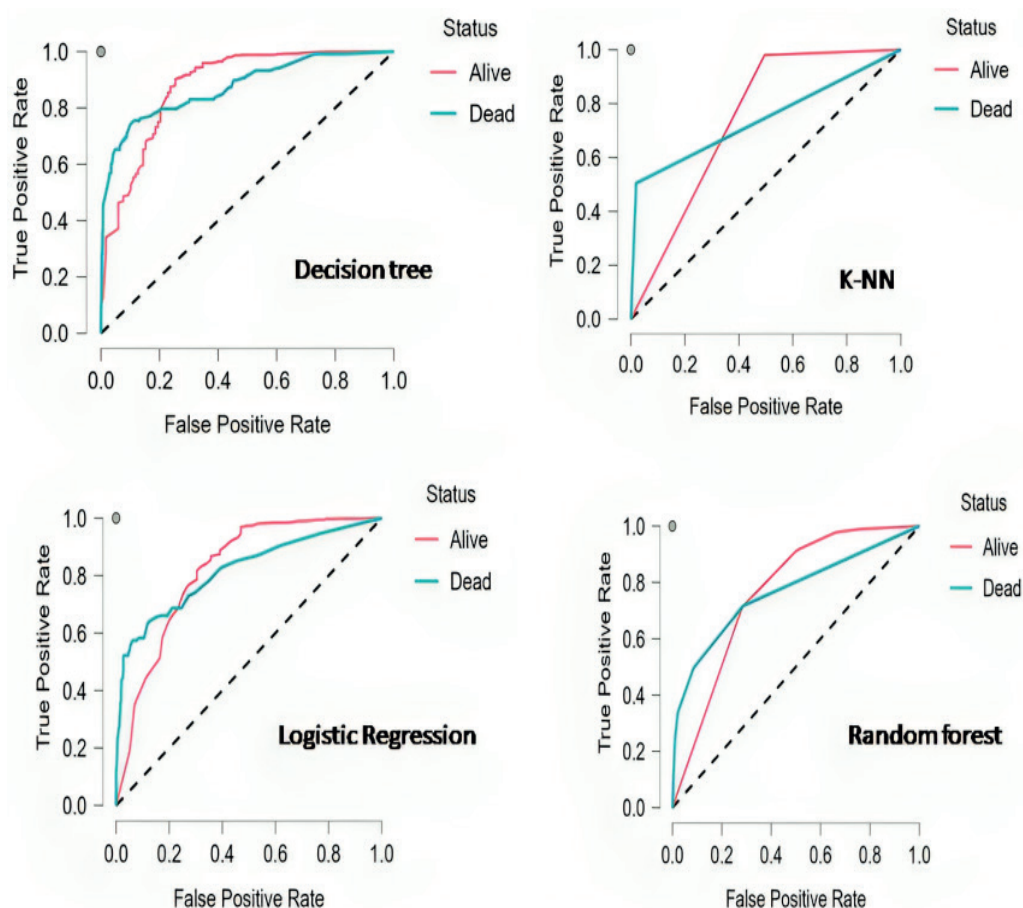 Status
Alive
Dead
True Positive Rate
1.0
0.8
0.6
0.4
0.2
0.0
Decision tree
0.0 0.2 0.4 0.6 0.8 1.0
False Positive Rate
Status
Alive
Dead
True Positive Rate
1.0
0.8
0.6
0.4
0.2
0.0
K-NN
0.0 0.2 0.4 0.6 0.8 1.0
False Positive Rate
Status
Alive
Dead
True Positive Rate
1.0
0.8
0.6
0.4
0.2
0.0
Logistic Regression
0.0 0.2 0.4 0.6 0.8 1.0
False Positive Rate
Status
Alive
Dead
True Positive Rate
1.0
0.8
0.6
0.4
0.2
0.0
Random forest
0.0 0.2 0.4 0.6 0.8 1.0
False Positive Rate